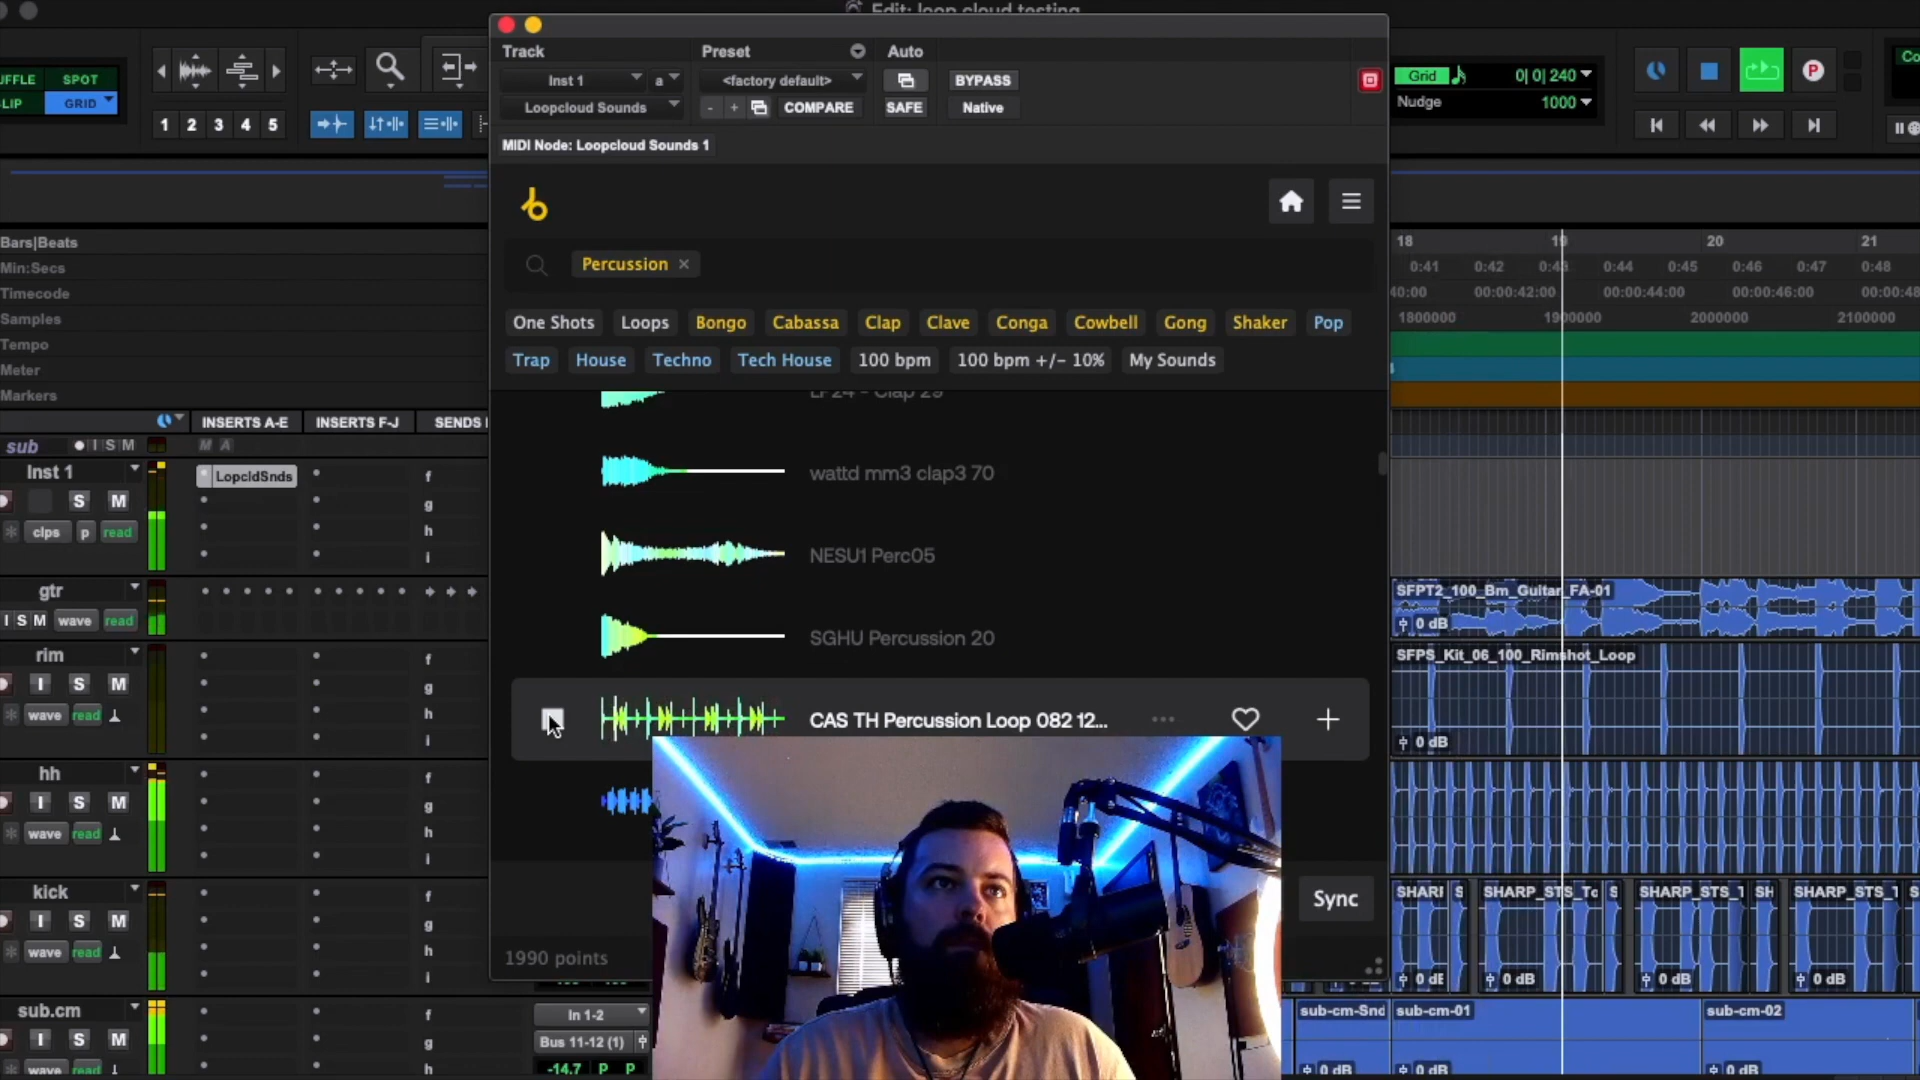 Edit: loop cloud testing
Track
Preset
Auto
UFFLE
SPOT
Inst 1
a
<factory default>
BYPASS
Grid
0| 0| 240
SLIP
GRID
Loopcloud Sounds
- + COMPARE
SAFE
Native
Nudge
1000
1 2 3 4 5
MIDI Node: Loopcloud Sounds 1
Bars|Beats
18 19 20 21
Min:Secs
0:41 0:42 0:43 0:44 0:45 0:46 0:47 0:48
Timecode
40:00 00:00:42:00 00:00:44:00 00:00:46:00 00:00:48
Samples
1800000 1900000 2000000 2100000
Tempo
Meter
Markers
Percussion ×
One Shots Loops Bongo Cabassa Clap Clave Conga Cowbell Gong Shaker Pop
Trap House Techno Tech House 100 bpm 100 bpm +/- 10% My Sounds
INSERTS A-E INSERTS F-J SENDS
LF24 - Clap 29
wattd mm3 clap3 70
NESU1 Perc05
SGHU Percussion 20
CAS TH Percussion Loop 082 12...
Sync
1990 points
sub
I S M
M A
Inst 1
LopcldSnds
S M
clps p read
f
g
h
i
gtr
I S M wave read
SFPT2_100_Bm_Guitar_FA-01
0 dB
rim
I S M
wave read
f
g
h
i
SFPS_Kit_06_100_Rimshot_Loop
0 dB
hh
I S M
wave read
f
g
h
i
kick
I S M
wave read
f
g
h
i
SHARI S SHARP_STS_To S SHARP_STS_T SH SHARP_STS_T
0 dB 0 dB 0 dB 0 dB
sub.cm
I S M
wave read
f
g
h
In 1-2
Bus 11-12 (1)
-14.7 P P
sub-cm-Snd sub-cm-01 sub-cm-02
0 dB 0 dB 0 dB